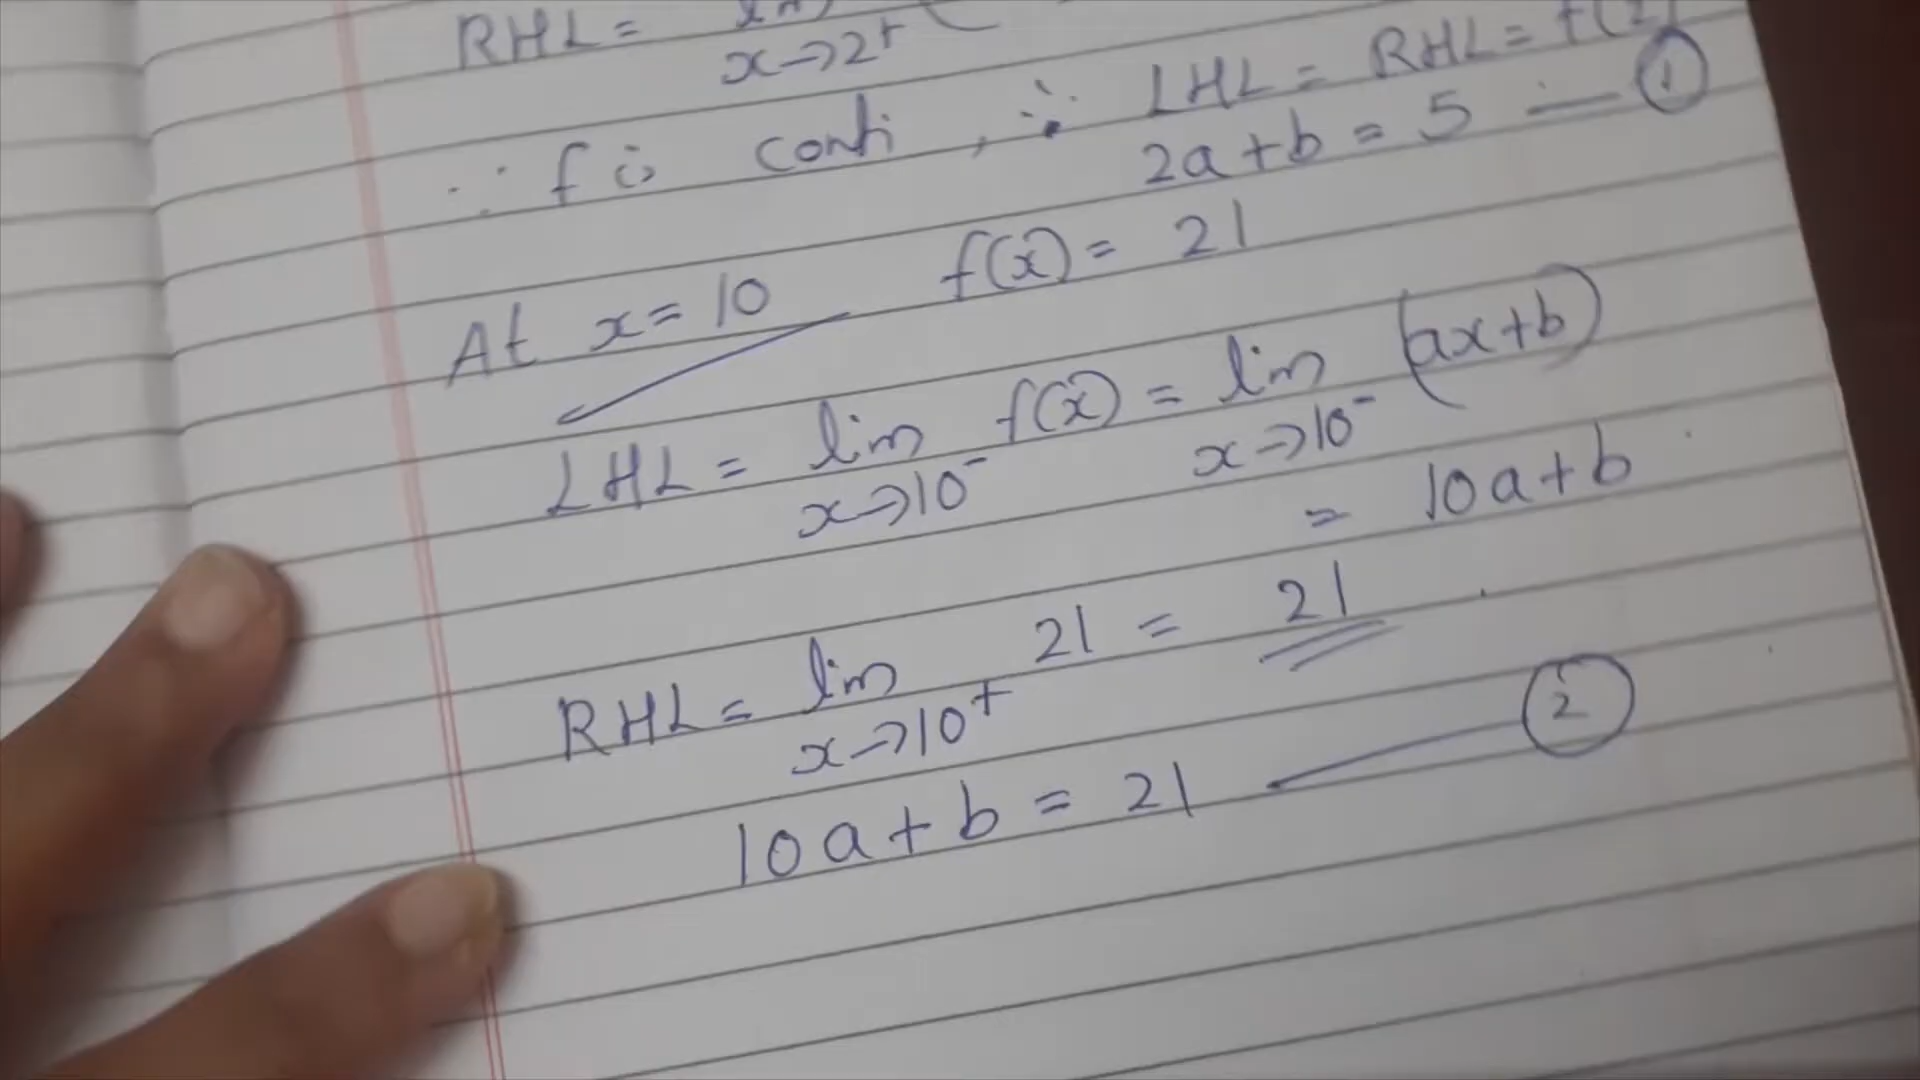 RHL = lim
x→2⁺
∵ f is conti , ∴ LHL = RHL = f(2)
2a + b = 5 — ①
At x = 10 f(x) = 21
LHL = lim f(x) = lim (ax+b)
x→10⁻ x→10⁻
= 10a + b
RHL = lim 21 = 21
x→10⁺
10a + b = 21 — ②